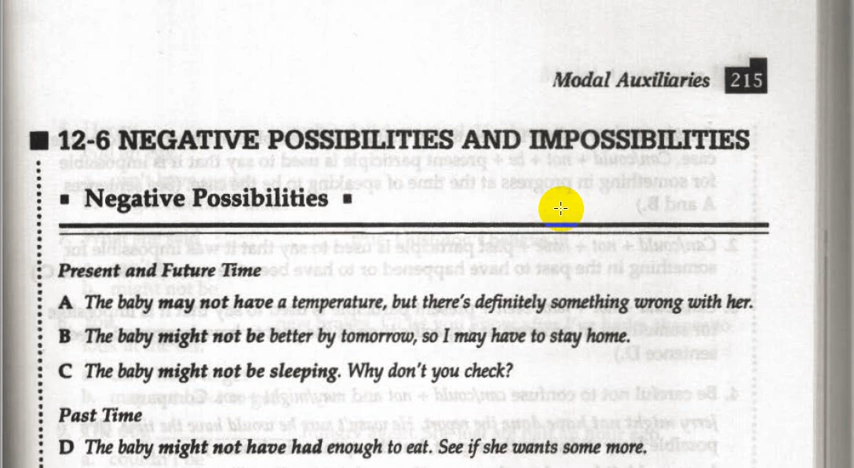 Modal Auxiliaries 215
12-6 NEGATIVE POSSIBILITIES AND IMPOSSIBILITIES
Negative Possibilities
Present and Future Time
A The baby may not have a temperature, but there's definitely something wrong with her.
B The baby might not be better by tomorrow, so I may have to stay home.
C The baby might not be sleeping. Why don't you check?
Past Time
D The baby might not have had enough to eat. See if she wants some more.